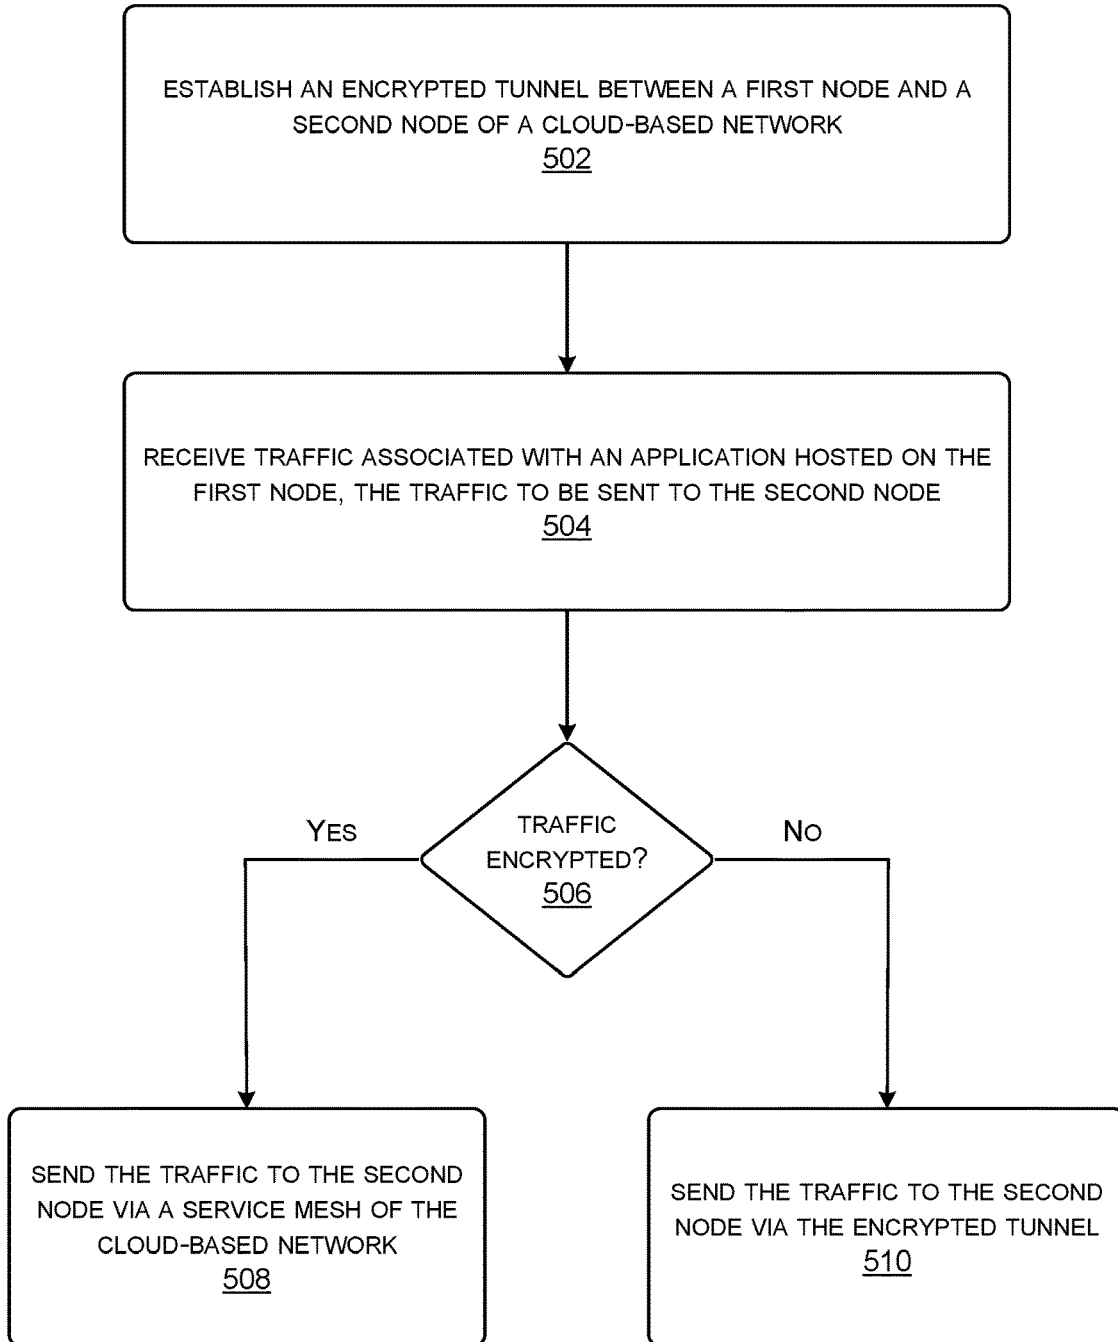 ESTABLISH AN ENCRYPTED TUNNEL BETWEEN A FIRST NODE AND A
SECOND NODE OF A CLOUD-BASED NETWORK
502
RECEIVE TRAFFIC ASSOCIATED WITH AN APPLICATION HOSTED ON THE
FIRST NODE, THE TRAFFIC TO BE SENT TO THE SECOND NODE
504
TRAFFIC
ENCRYPTED?
506
YES
NO
SEND THE TRAFFIC TO THE SECOND
NODE VIA A SERVICE MESH OF THE
CLOUD-BASED NETWORK
508
SEND THE TRAFFIC TO THE SECOND
NODE VIA THE ENCRYPTED TUNNEL
510